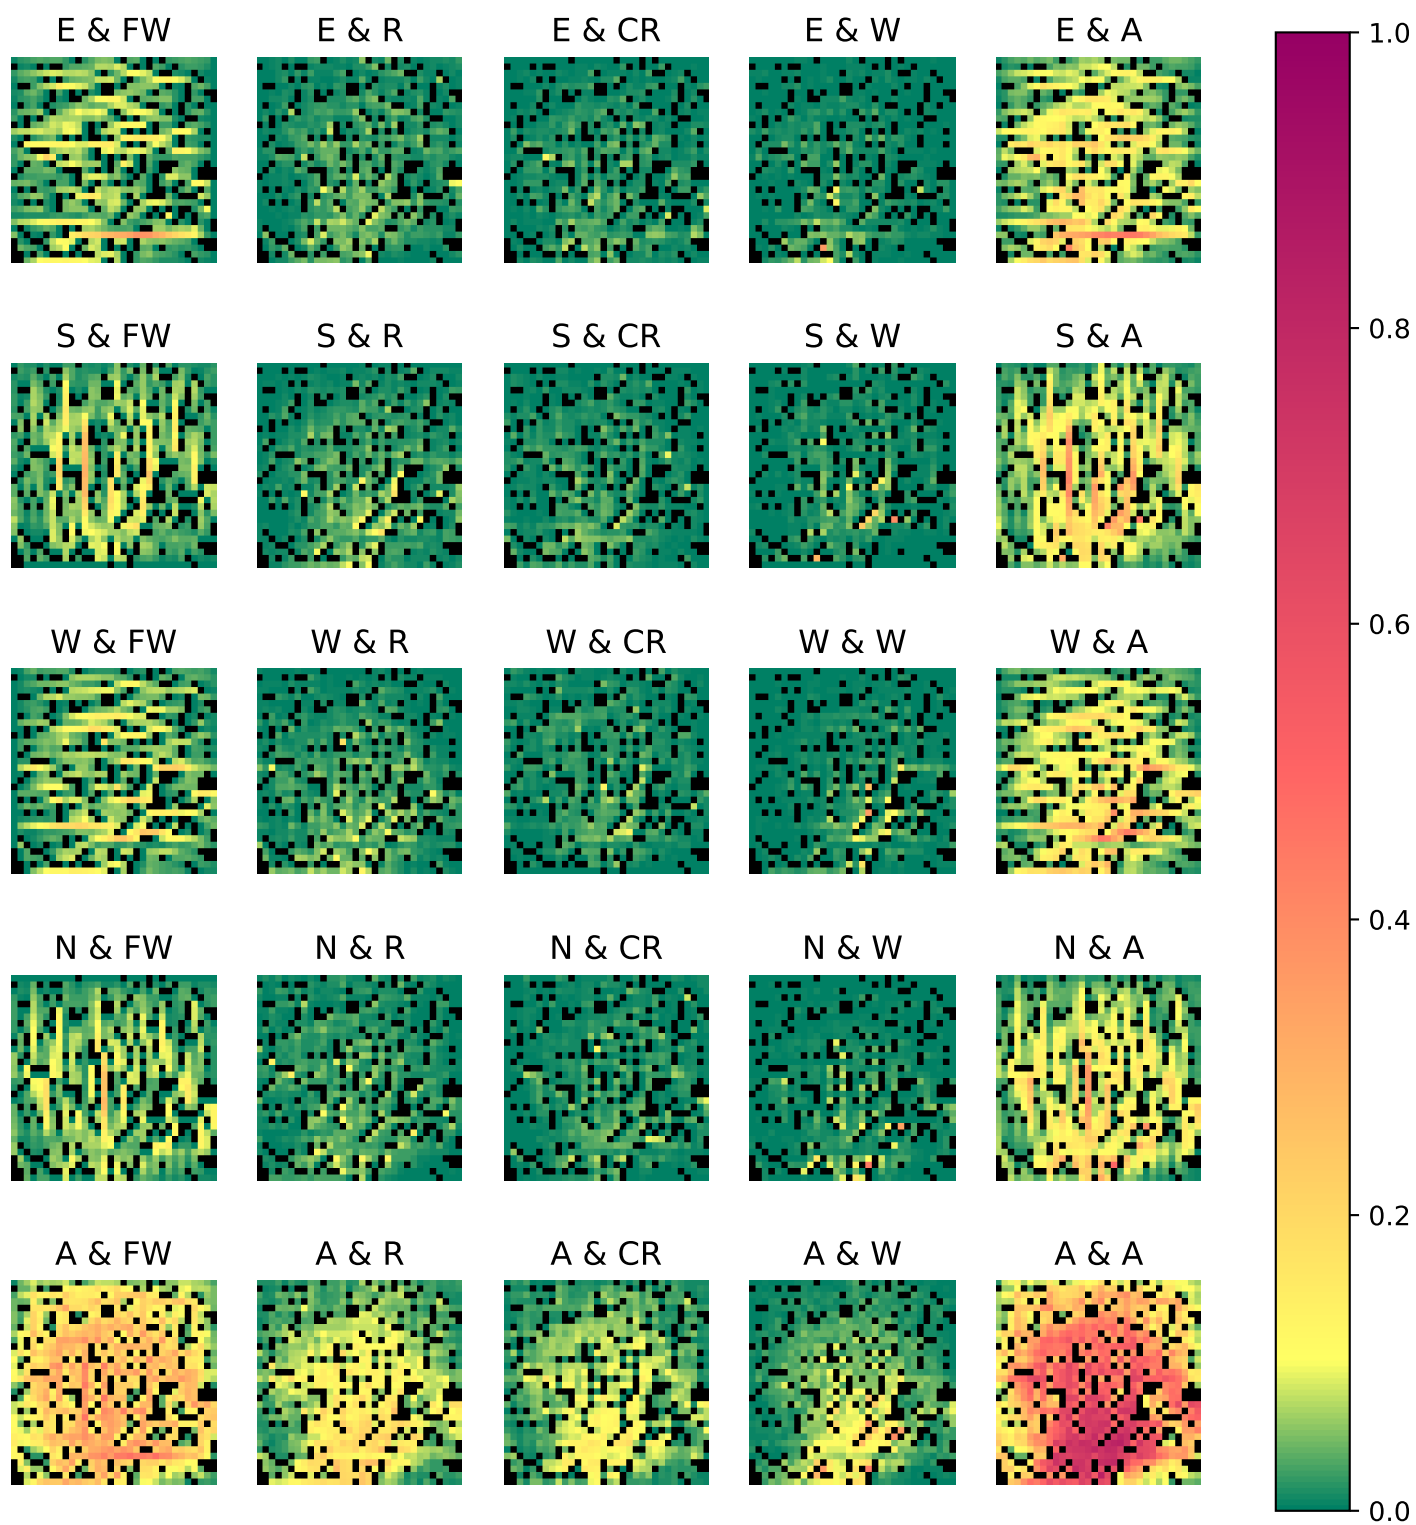 E & FW E & R E & CR E & W E & A
1.0
S & FW S & R S & CR S & W S & A
0.8
W & FW W & R W & CR W & W W & A
0.6
N & FW N & R N & CR N & W N & A
0.4
0.2
A & FW A & R A & CR A & W A & A
0.0